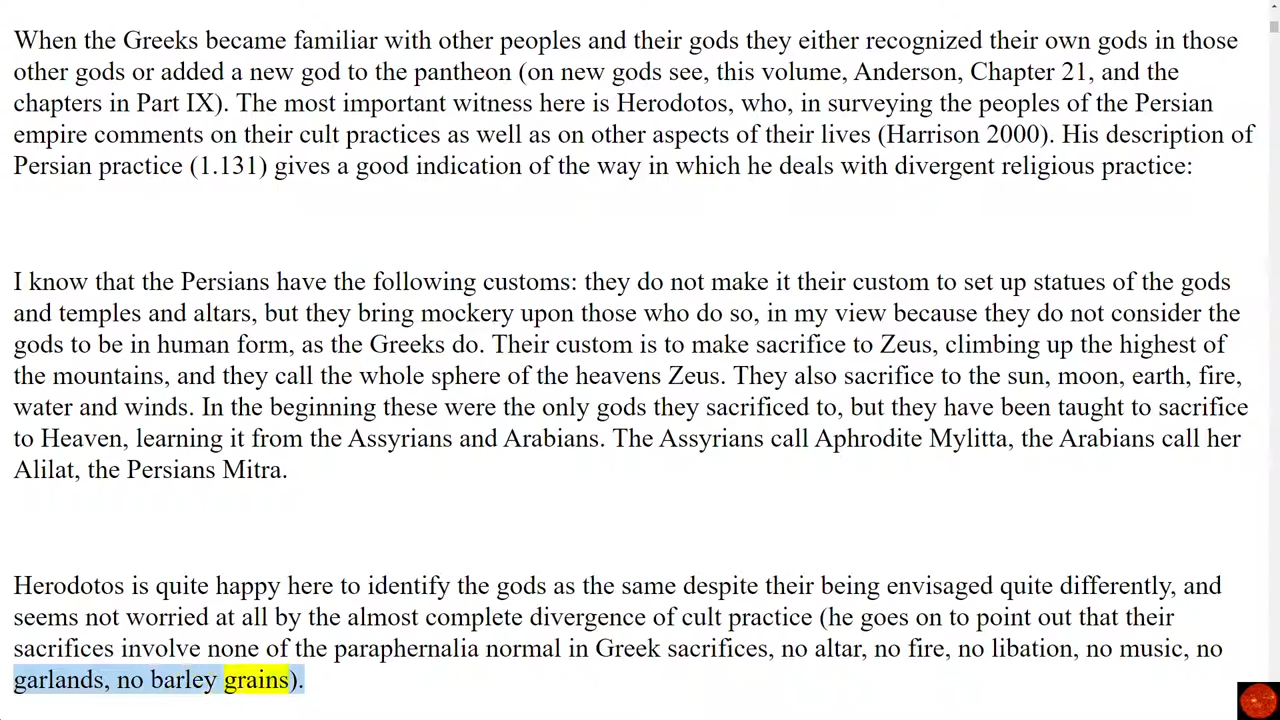 When the Greeks became familiar with other peoples and their gods they either recognized their own gods in those
other gods or added a new god to the pantheon (on new gods see, this volume, Anderson, Chapter 21, and the
chapters in Part IX). The most important witness here is Herodotos, who, in surveying the peoples of the Persian
empire comments on their cult practices as well as on other aspects of their lives (Harrison 2000). His description of
Persian practice (1.131) gives a good indication of the way in which he deals with divergent religious practice:
I know that the Persians have the following customs: they do not make it their custom to set up statues of the gods
and temples and altars, but they bring mockery upon those who do so, in my view because they do not consider the
gods to be in human form, as the Greeks do. Their custom is to make sacrifice to Zeus, climbing up the highest of
the mountains, and they call the whole sphere of the heavens Zeus. They also sacrifice to the sun, moon, earth, fire,
water and winds. In the beginning these were the only gods they sacrificed to, but they have been taught to sacrifice
to Heaven, learning it from the Assyrians and Arabians. The Assyrians call Aphrodite Mylitta, the Arabians call her
Alilat, the Persians Mitra.
Herodotos is quite happy here to identify the gods as the same despite their being envisaged quite differently, and
seems not worried at all by the almost complete divergence of cult practice (he goes on to point out that their
sacrifices involve none of the paraphernalia normal in Greek sacrifices, no altar, no fire, no libation, no music, no
garlands, no barley grains).